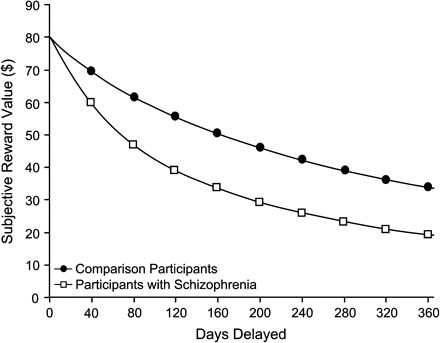 90
80
70
60
50
40
30
20
10
0
Subjective Reward Value ($)
Comparison Participants
Participants with Schizophrenia
0 40 80 120 160 200 240 280 320 360
Days Delayed